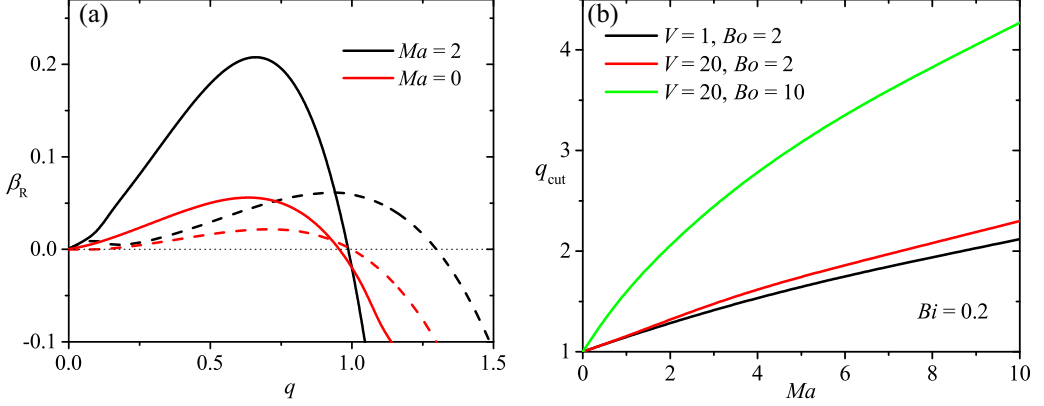 (a)
Ma = 2
Ma = 0
0.2
0.1
0.0
-0.1
βR
0.0 0.5 1.0 1.5
q
(b)
V = 1, Bo = 2
V = 20, Bo = 2
V = 20, Bo = 10
4
3
2
1
qcut
Bi = 0.2
0 2 4 6 8 10
Ma